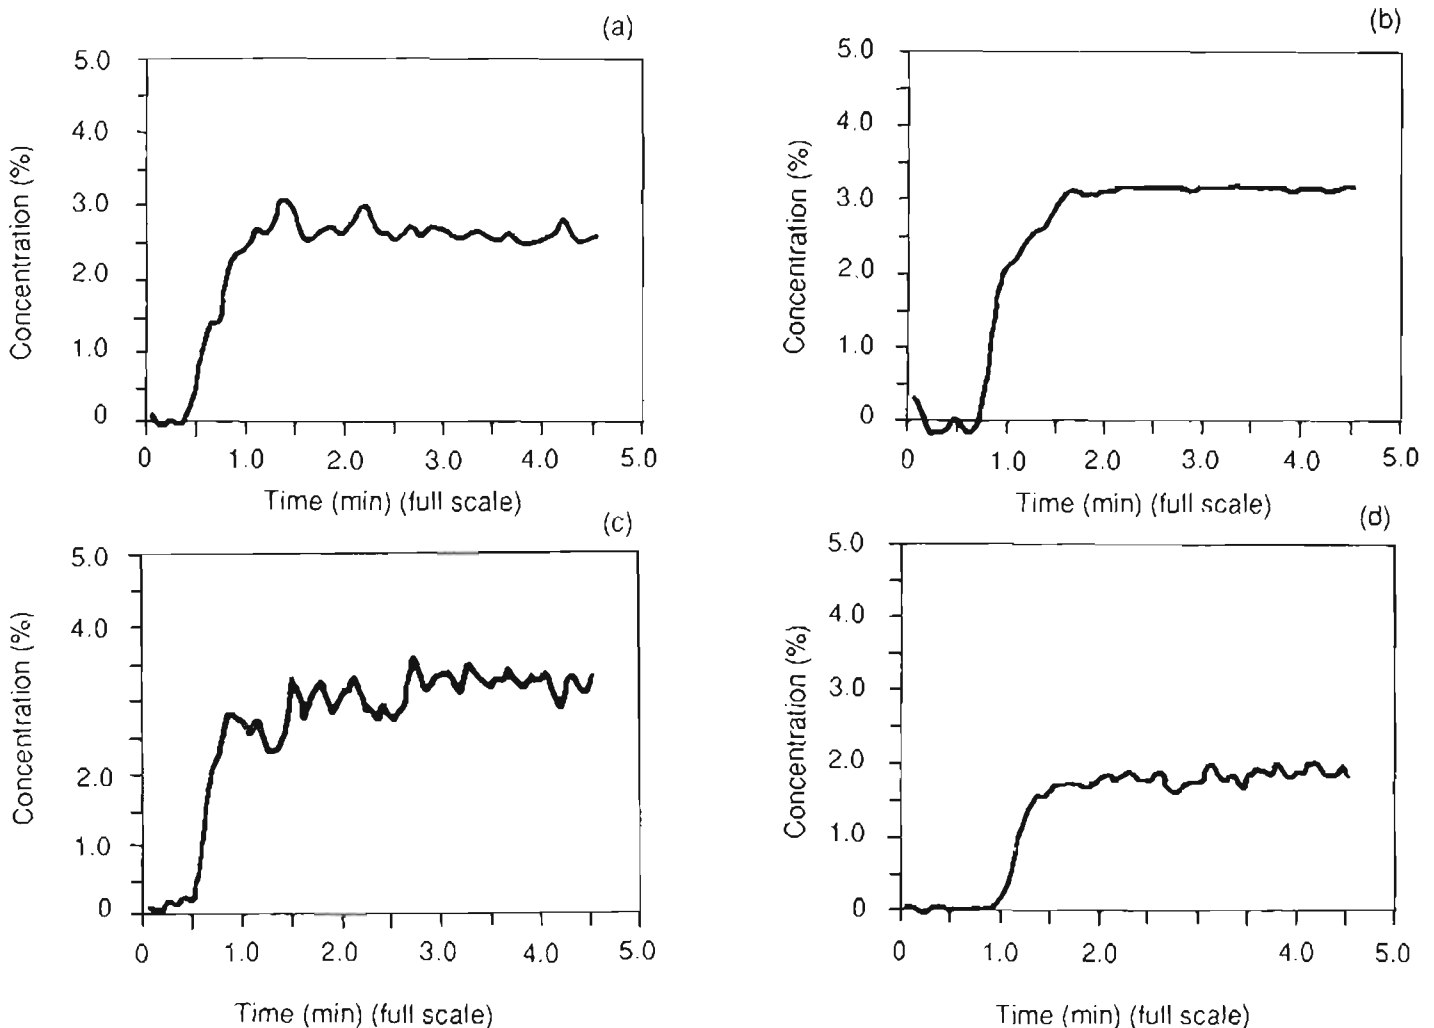 (a)
5.0
4.0
3.0
2.0
1.0
0
Concentration (%)
0 1.0 2.0 3.0 4.0 5.0
Time (min) (full scale)
(b)
5.0
4.0
3.0
2.0
1.0
0
Concentration (%)
0 1.0 2.0 3.0 4.0 5.0
Time (min) (full scale)
(c)
5.0
4.0
2.0
1.0
0
Concentration (%)
0 1.0 2.0 3.0 4.0 5.0
Time (min) (full scale)
(d)
5.0
4.0
3.0
2.0
1.0
0
Concentration (%)
0 1.0 2.0 4.0 5.0
Time (min) (full scale)